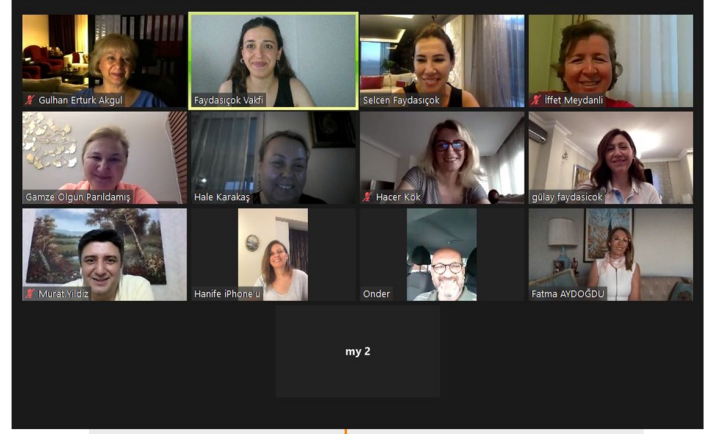 Gulhan Erturk Akgul
Faydasıçok Vakfi
Selcen Faydasıçok
İffet Meydanli
Gamze Olgun Parıldamış
Hale Karakaş
Hacer Kök
gülay faydasicok
Murat Yildiz
Hanife iPhone'u
Onder
Fatma AYDOĞDU
my 2